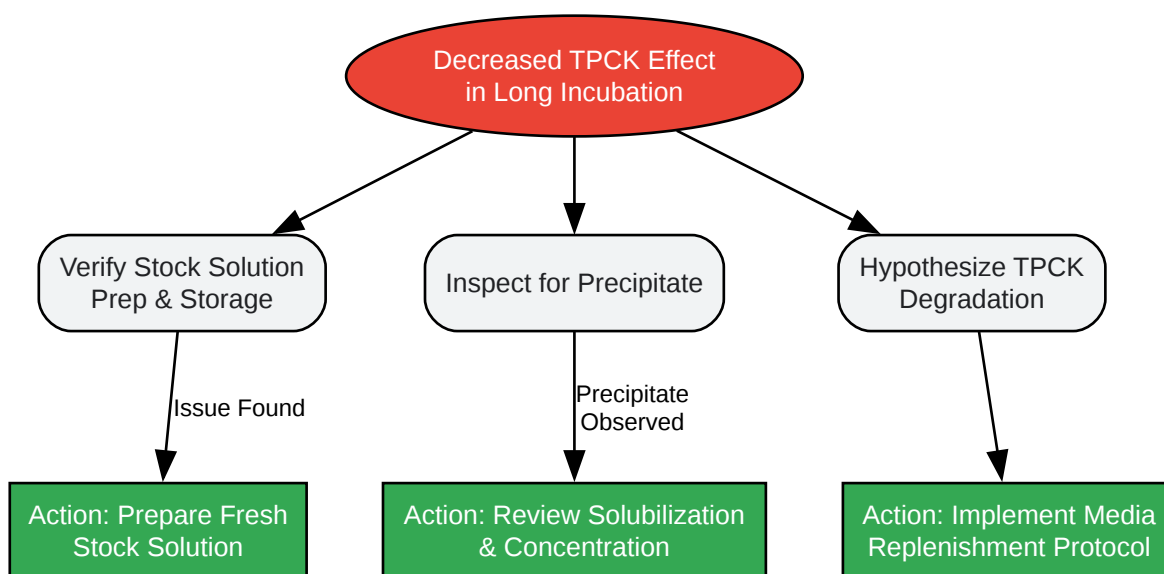 Decreased TPCK Effect
in Long Incubation
Verify Stock Solution
Prep & Storage
Inspect for Precipitate
Hypothesize TPCK
Degradation
Issue Found
Precipitate
Observed
Action: Prepare Fresh
Stock Solution
Action: Review Solubilization
& Concentration
Action: Implement Media
Replenishment Protocol